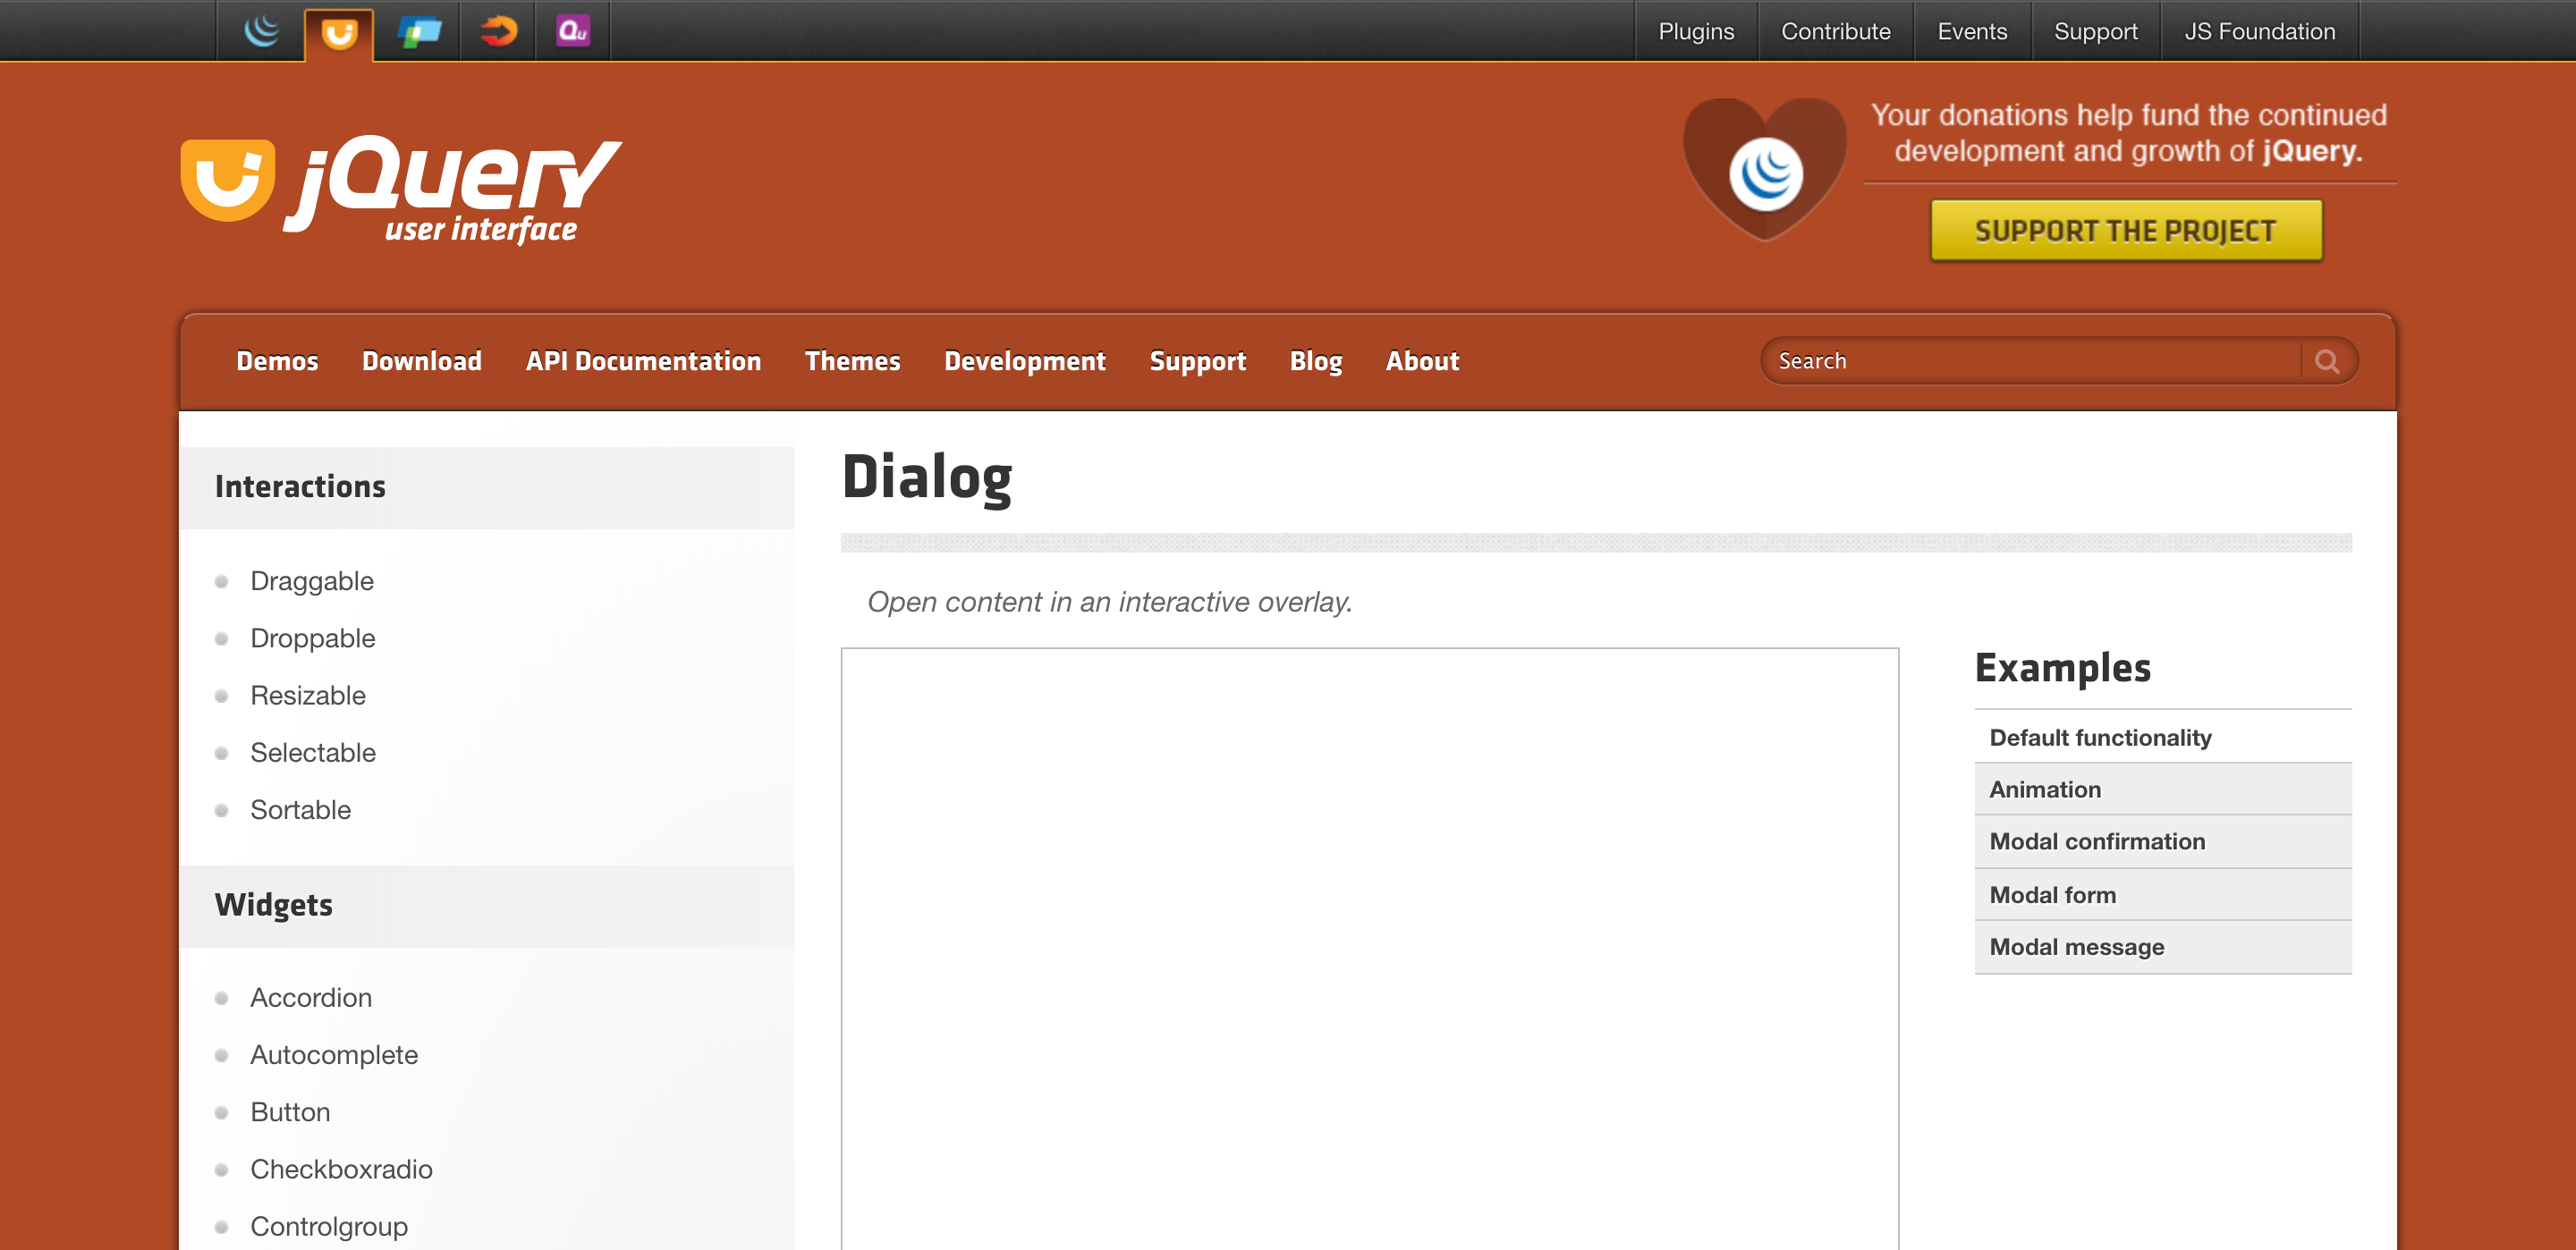 Qu
Plugins
Contribute
Events
Support
JS Foundation
jQuery
user interface
Your donations help fund the continued
development and growth of jQuery.
SUPPORT THE PROJECT
Demos
Download
API Documentation
Themes
Development
Support
Blog
About
Search
Interactions
Draggable
Droppable
Resizable
Selectable
Sortable
Widgets
Accordion
Autocomplete
Button
Checkboxradio
Controlgroup
Dialog
Open content in an interactive overlay.
Examples
Default functionality
Animation
Modal confirmation
Modal form
Modal message